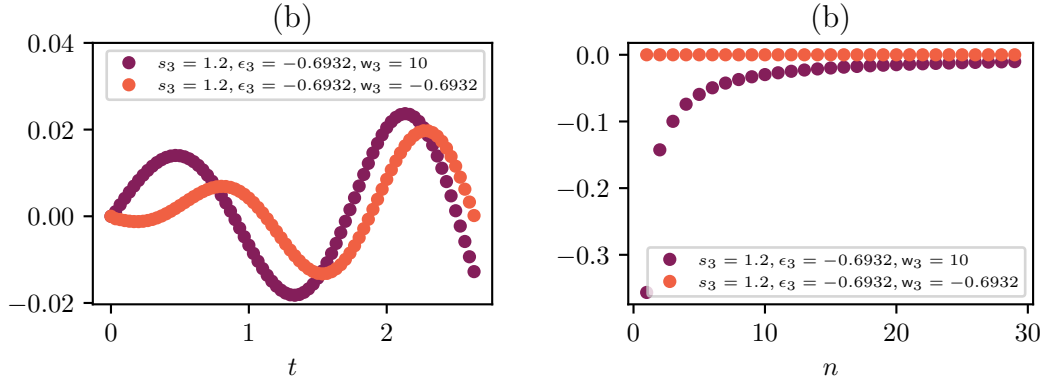 (b)
0.04
0.02
0.00
−0.02
s₃ = 1.2, ϵ₃ = −0.6932, w₃ = 10
s₃ = 1.2, ϵ₃ = −0.6932, w₃ = −0.6932
0 1 2
t
(b)
0.0
−0.1
−0.2
−0.3
s₃ = 1.2, ϵ₃ = −0.6932, w₃ = 10
s₃ = 1.2, ϵ₃ = −0.6932, w₃ = −0.6932
0 10 20 30
n